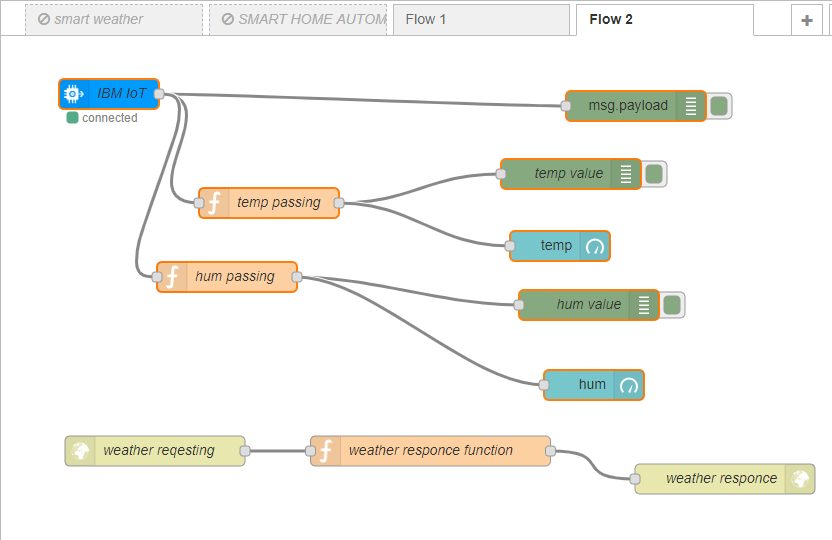 smart weather
SMART HOME AUTOM
Flow 1
Flow 2
IBM IoT
connected
msg.payload
temp value
temp passing
temp
hum passing
hum value
hum
weather reqesting
weather responce function
weather responce